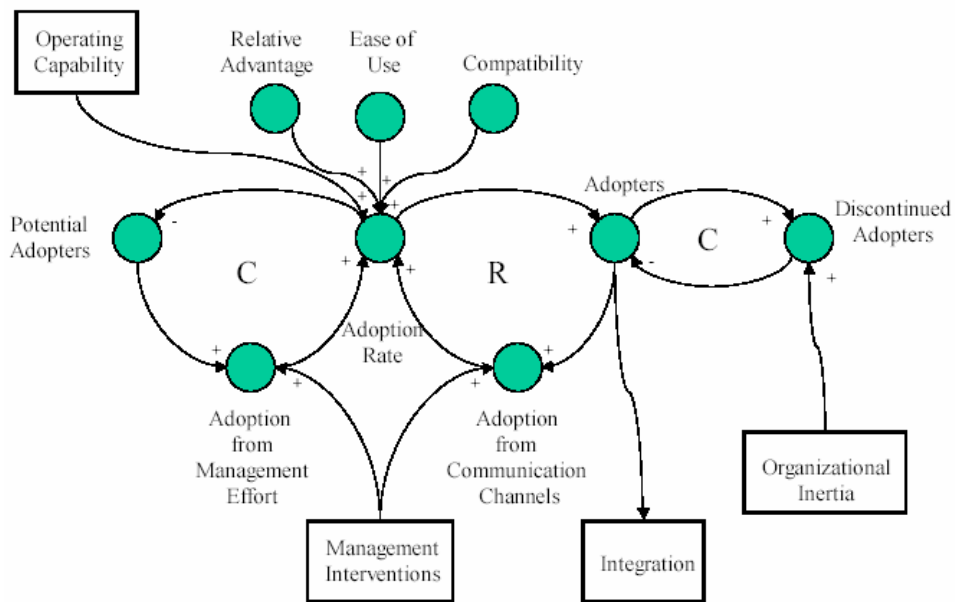 Operating
Capability
Relative
Advantage
Ease of
Use
Compatibility
+
+
+
+
Potential
Adopters
-
C
+
+
R
Adopters
+
-
C
+
Discontinued
Adopters
+
Adoption
Rate
+
+
+
+
Adoption
from
Management
Effort
Adoption
from
Communication
Channels
Organizational
Inertia
Management
Interventions
Integration